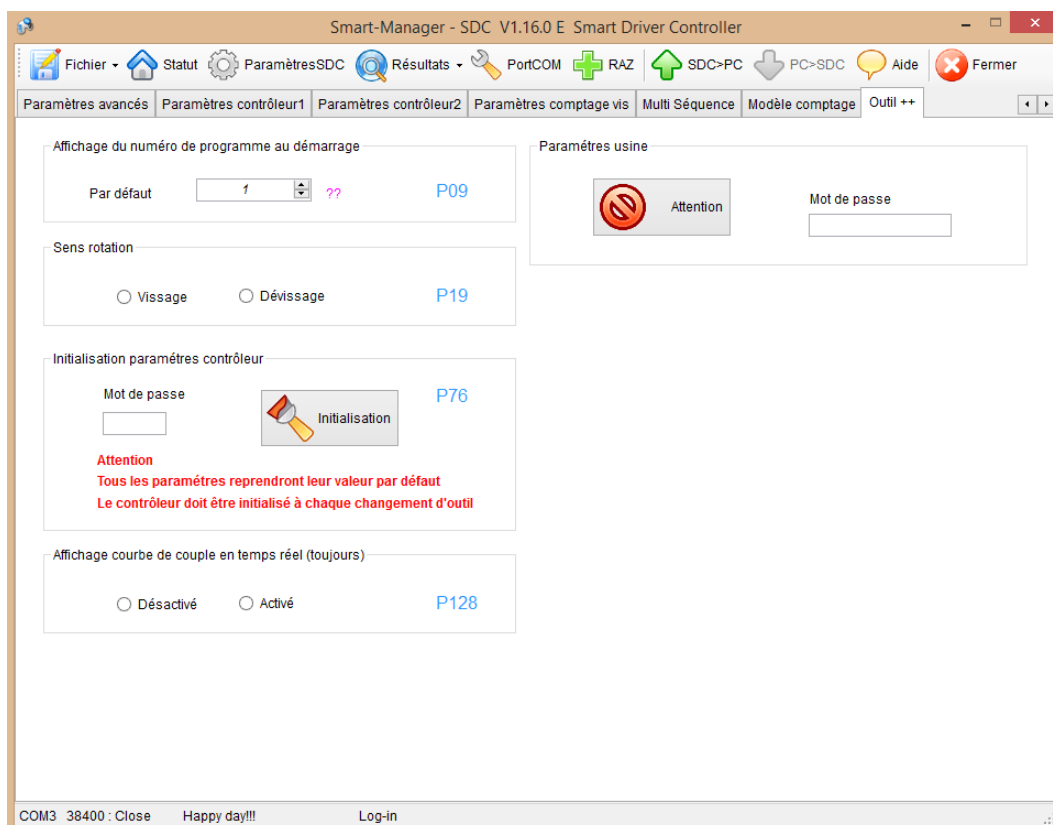 Smart-Manager - SDC V1.16.0 E Smart Driver Controller
Fichier Statut ParamètresSDC Résultats PortCOM RAZ SDC>PC PC>SDC Aide Fermer
Paramètres avancés Paramètres contrôleur1 Paramètres contrôleur2 Paramètres comptage vis Multi Séquence Modèle comptage Outil ++
Affichage du numéro de programme au démarrage
Par défaut 1 ?? P09
Sens rotation
Vissage Dévissage P19
Initialisation paramétres contrôleur
Mot de passe P76
Initialisation
Attention
Tous les paramétres reprendront leur valeur par défaut
Le contrôleur doit être initialisé à chaque changement d'outil
Affichage courbe de couple en temps réel (toujours)
Désactivé Activé P128
Paramétres usine
Attention
Mot de passe
COM3 38400 : Close Happy day!!! Log-in